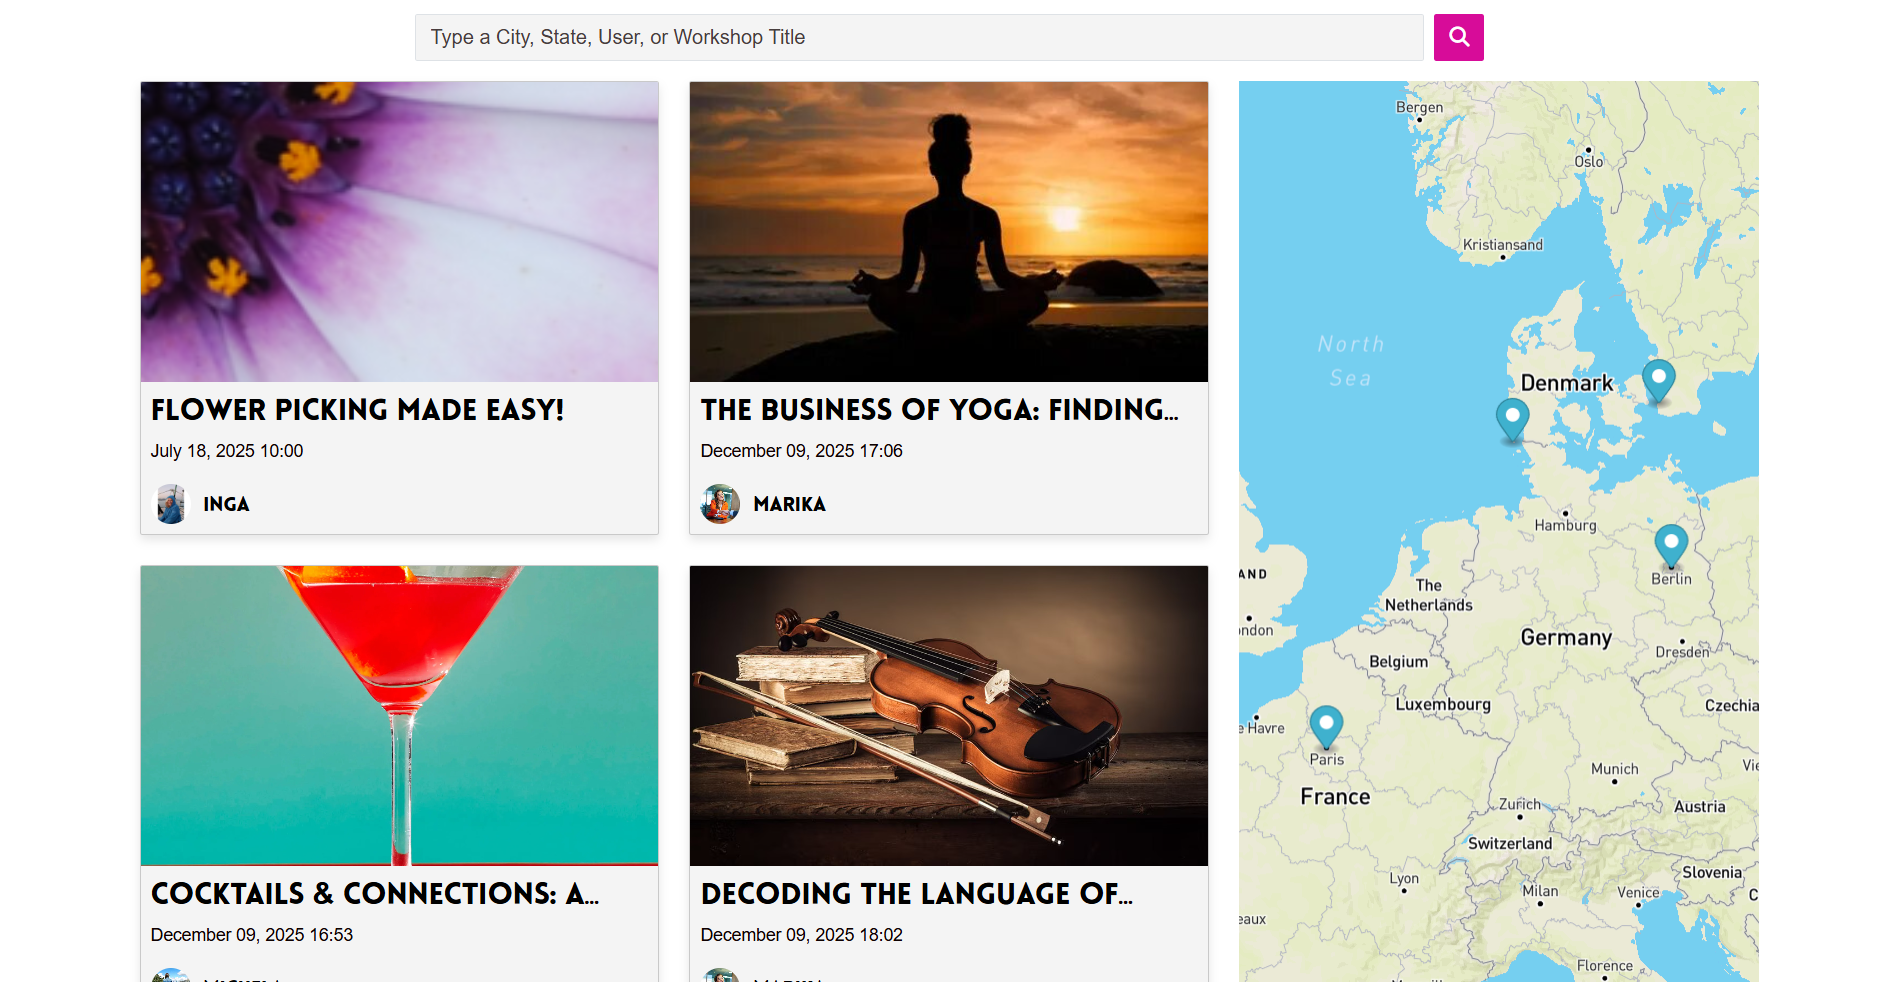 Type a City, State, User, or Workshop Title
FLOWER PICKING MADE EASY!
July 18, 2025 10:00
INGA
THE BUSINESS OF YOGA: FINDING...
December 09, 2025 17:06
MARIKA
COCKTAILS & CONNECTIONS: A...
December 09, 2025 16:53
DECODING THE LANGUAGE OF...
December 09, 2025 18:02
Bergen
Oslo
Kristiansand
North
Sea
Denmark
Hamburg
Berlin
AND
The
Netherlands
ndon
Germany
Dresden
Belgium
Luxembourg
Czechia
e Havre
Paris
Munich
Vie
France
Zurich
Austria
Switzerland
Slovenia
Lyon
Milan
Venice
C
eaux
Florence